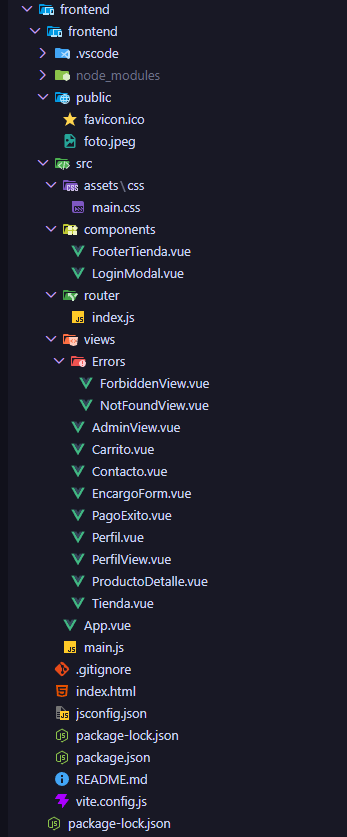 frontend
frontend
.vscode
node_modules
public
favicon.ico
foto.jpeg
src
assets\css
main.css
components
FooterTienda.vue
LoginModal.vue
router
index.js
views
Errors
ForbiddenView.vue
NotFoundView.vue
AdminView.vue
Carrito.vue
Contacto.vue
EncargoForm.vue
PagoExito.vue
Perfil.vue
PerfilView.vue
ProductoDetalle.vue
Tienda.vue
App.vue
main.js
.gitignore
index.html
jsconfig.json
package-lock.json
package.json
README.md
vite.config.js
package-lock.json